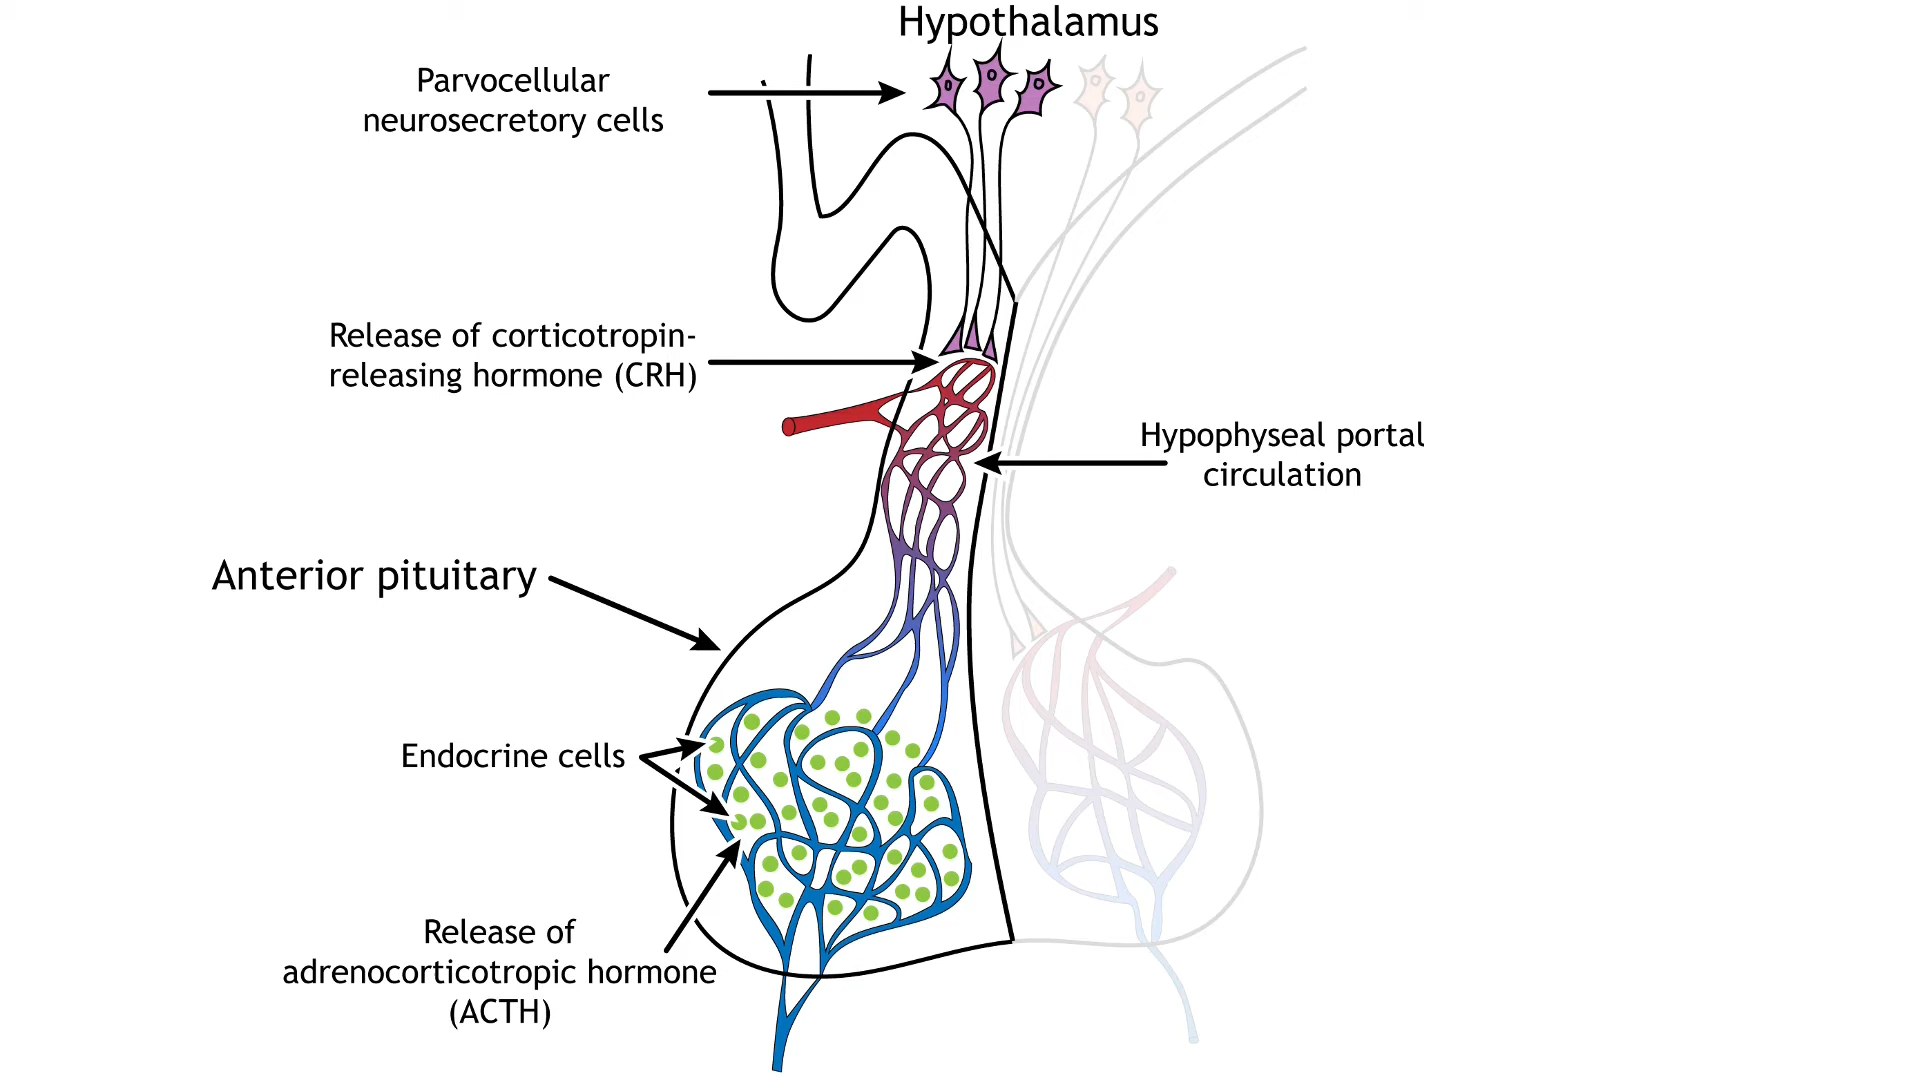 Hypothalamus
Parvocellular
neurosecretory cells
Release of corticotropin-
releasing hormone (CRH)
Hypophyseal portal
circulation
Anterior pituitary
Endocrine cells
Release of
adrenocorticotropic hormone
(ACTH)